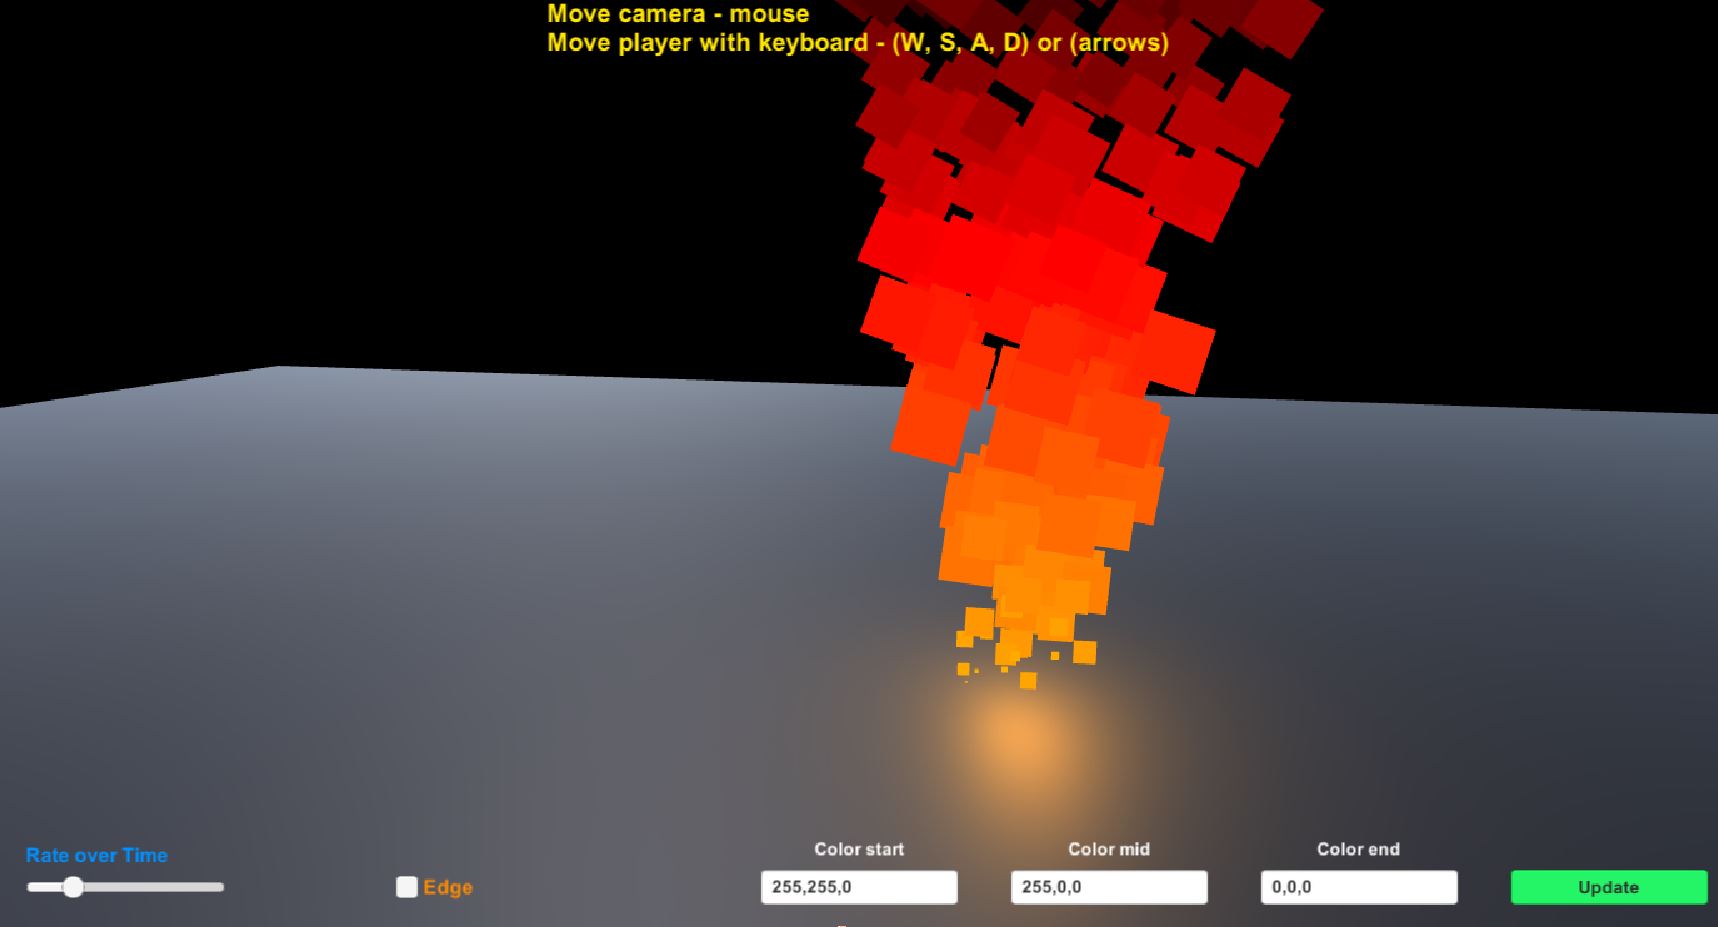 Move camera - mouse
Move player with keyboard - (W, S, A, D) or (arrows)
Rate over Time
Edge
Color start
Color mid
Color end
255,255,0
255,0,0
0,0,0
Update